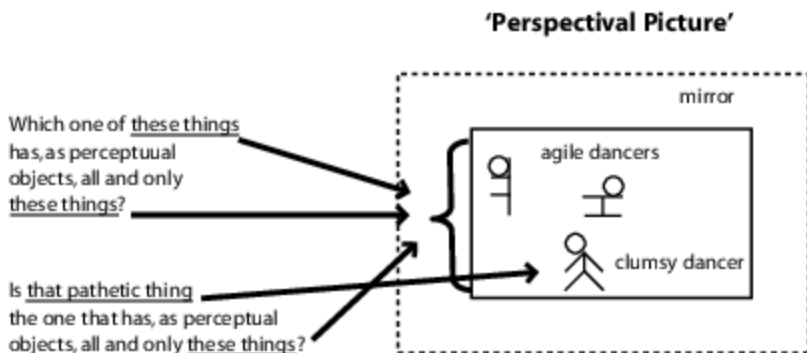 'Perspectival Picture'
mirror
Which one of these things
has, as perceptuual
objects, all and only
these things?
agile dancers
clumsy dancer
Is that pathetic thing
the one that has, as perceptual
objects, all and only these things?